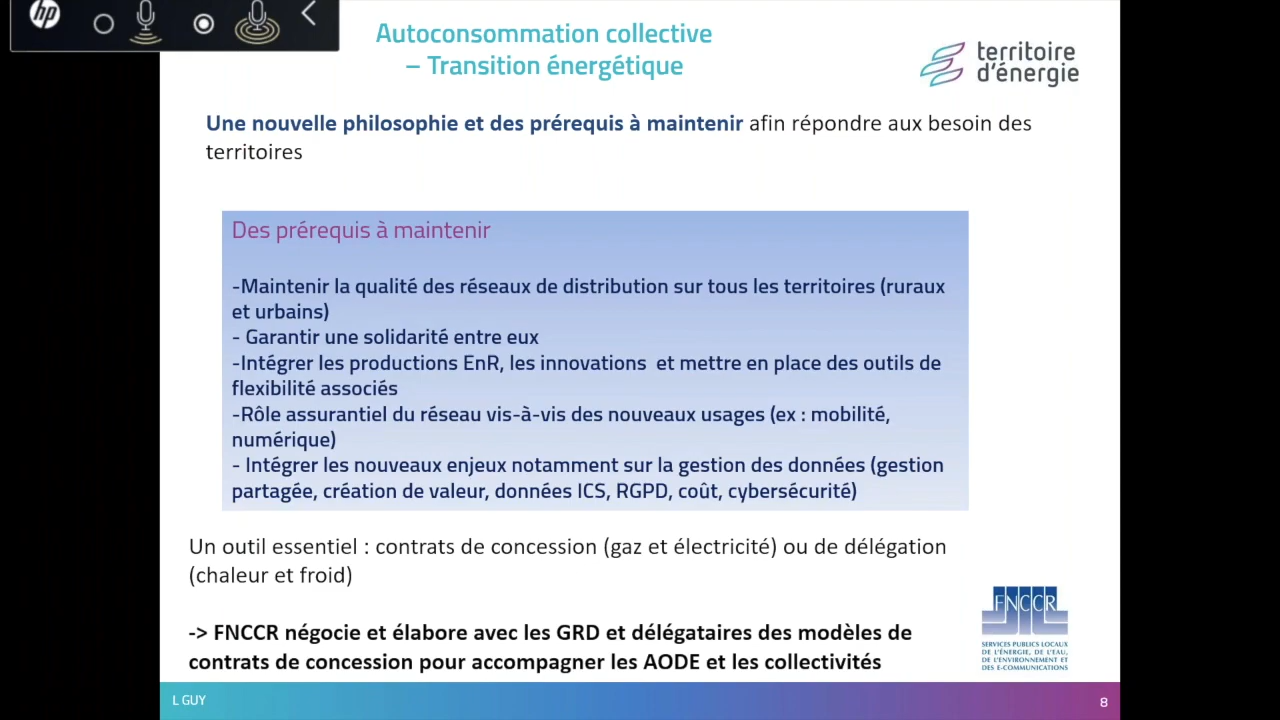 hp
Autoconsommation collective
– Transition énergétique
territoire
d'énergie
Une nouvelle philosophie et des prérequis à maintenir afin répondre aux besoin des
territoires
Des prérequis à maintenir
-Maintenir la qualité des réseaux de distribution sur tous les territoires (ruraux
et urbains)
- Garantir une solidarité entre eux
-Intégrer les productions EnR, les innovations et mettre en place des outils de
flexibilité associés
-Rôle assurantiel du réseau vis-à-vis des nouveaux usages (ex : mobilité,
numérique)
- Intégrer les nouveaux enjeux notamment sur la gestion des données (gestion
partagée, création de valeur, données ICS, RGPD, coût, cybersécurité)
Un outil essentiel : contrats de concession (gaz et électricité) ou de délégation
(chaleur et froid)
-> FNCCR négocie et élabore avec les GRD et délégataires des modèles de
contrats de concession pour accompagner les AODE et les collectivités
FNCCR
SERVICES PUBLICS LOCAUX
DE L'ÉNERGIE, DE L'EAU,
DE L'ENVIRONNEMENT ET
DES E-COMMUNICATIONS
L GUY
8